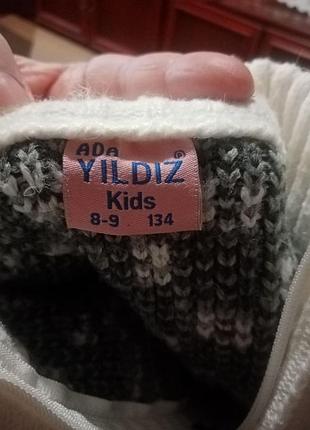 ADa
YILDIZ®
Kids
8-9 134